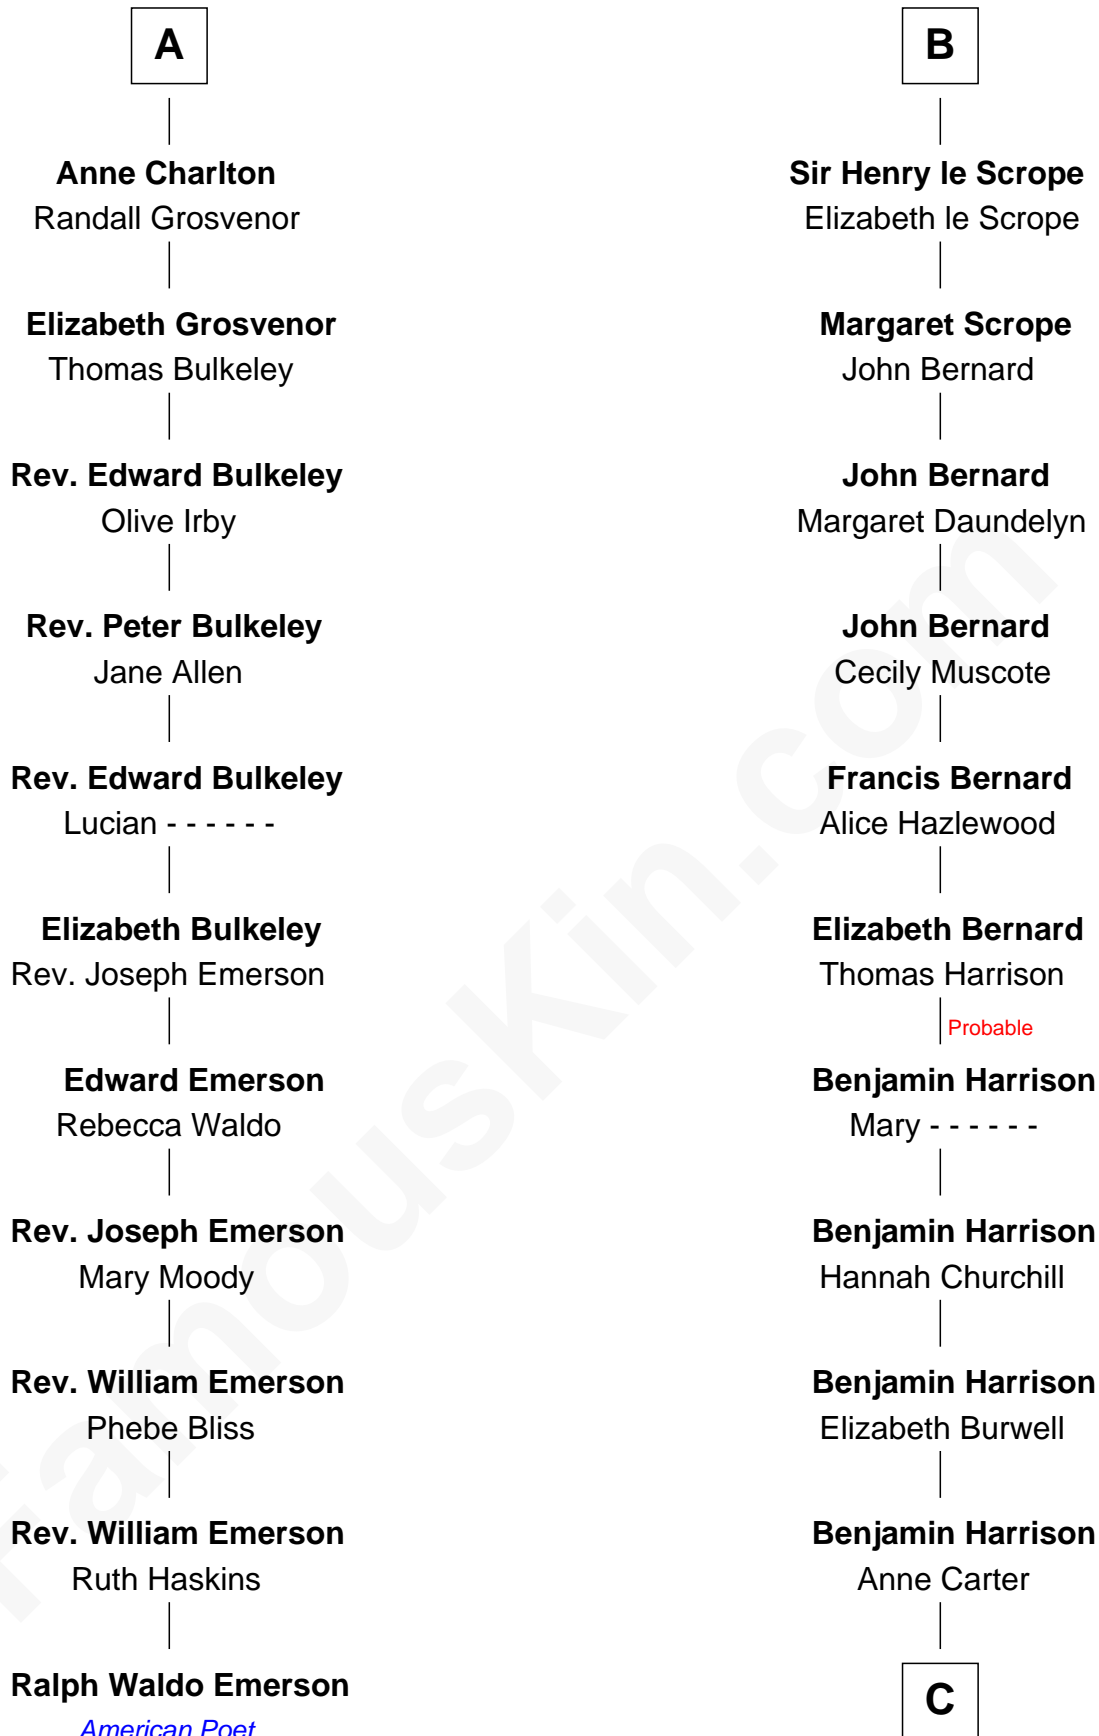 A
Anne Charlton
Randall Grosvenor
Elizabeth Grosvenor
Thomas Bulkeley
Rev. Edward Bulkeley
Olive Irby
Rev. Peter Bulkeley
Jane Allen
Rev. Edward Bulkeley
Lucian - - - - - -
Elizabeth Bulkeley
Rev. Joseph Emerson
Edward Emerson
Rebecca Waldo
Rev. Joseph Emerson
Mary Moody
Rev. William Emerson
Phebe Bliss
Rev. William Emerson
Ruth Haskins
Ralph Waldo Emerson
American Poet
B
Sir Henry le Scrope
Elizabeth le Scrope
Margaret Scrope
John Bernard
John Bernard
Margaret Daundelyn
John Bernard
Cecily Muscote
Francis Bernard
Alice Hazlewood
Elizabeth Bernard
Thomas Harrison
Probable
Benjamin Harrison
Mary - - - - - -
Benjamin Harrison
Hannah Churchill
Benjamin Harrison
Elizabeth Burwell
Benjamin Harrison
Anne Carter
C
FamousKin.com